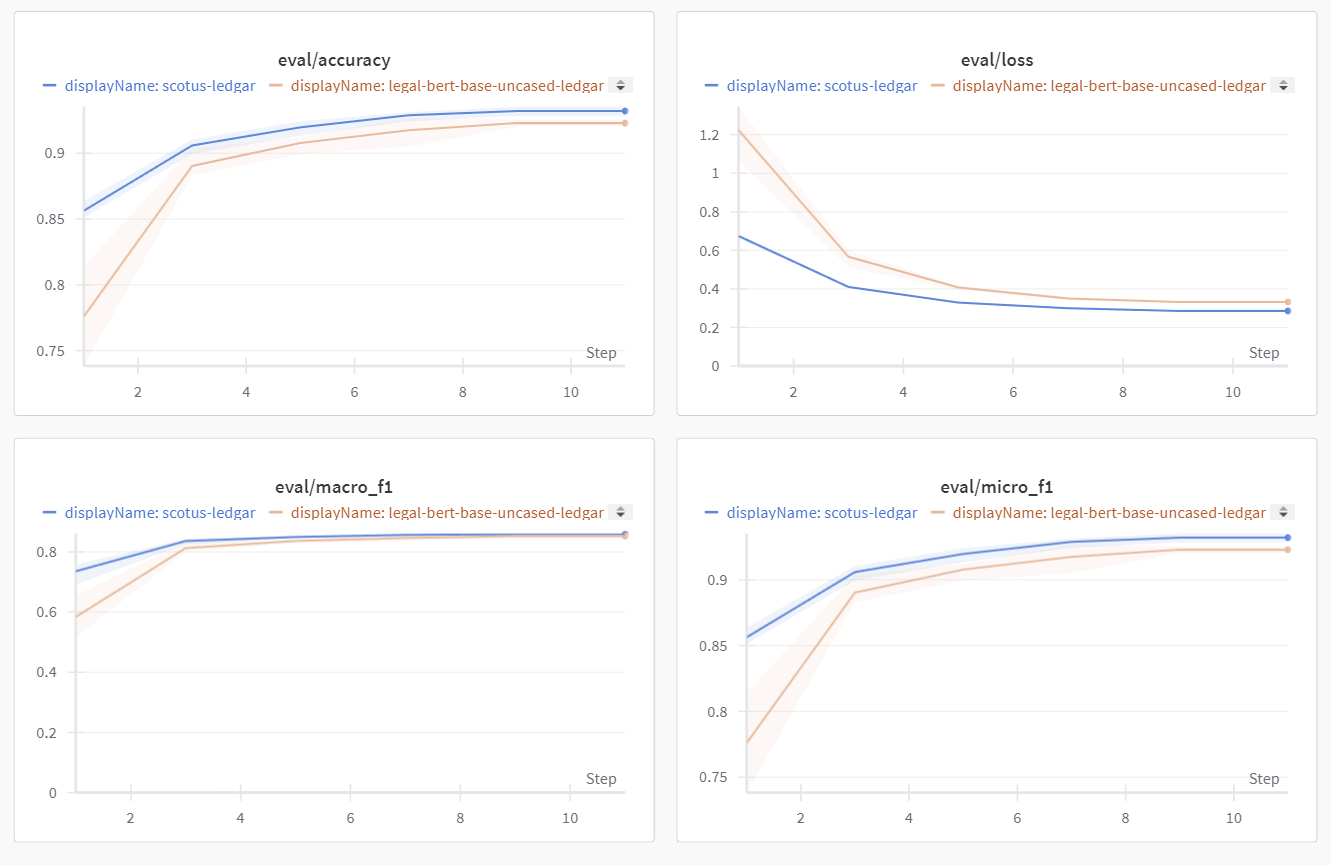 eval/accuracy
displayName: scotus-ledgar displayName: legal-bert-base-uncased-ledgar
0.9
0.85
0.8
0.75
Step
2 4 6 8 10
eval/loss
displayName: scotus-ledgar displayName: legal-bert-base-uncased-ledgar
1.2
1
0.8
0.6
0.4
0.2
0
Step
2 4 6 8 10
eval/macro_f1
displayName: scotus-ledgar displayName: legal-bert-base-uncased-ledgar
0.8
0.6
0.4
0.2
0
Step
2 4 6 8 10
eval/micro_f1
displayName: scotus-ledgar displayName: legal-bert-base-uncased-ledgar
0.9
0.85
0.8
0.75
Step
2 4 6 8 10